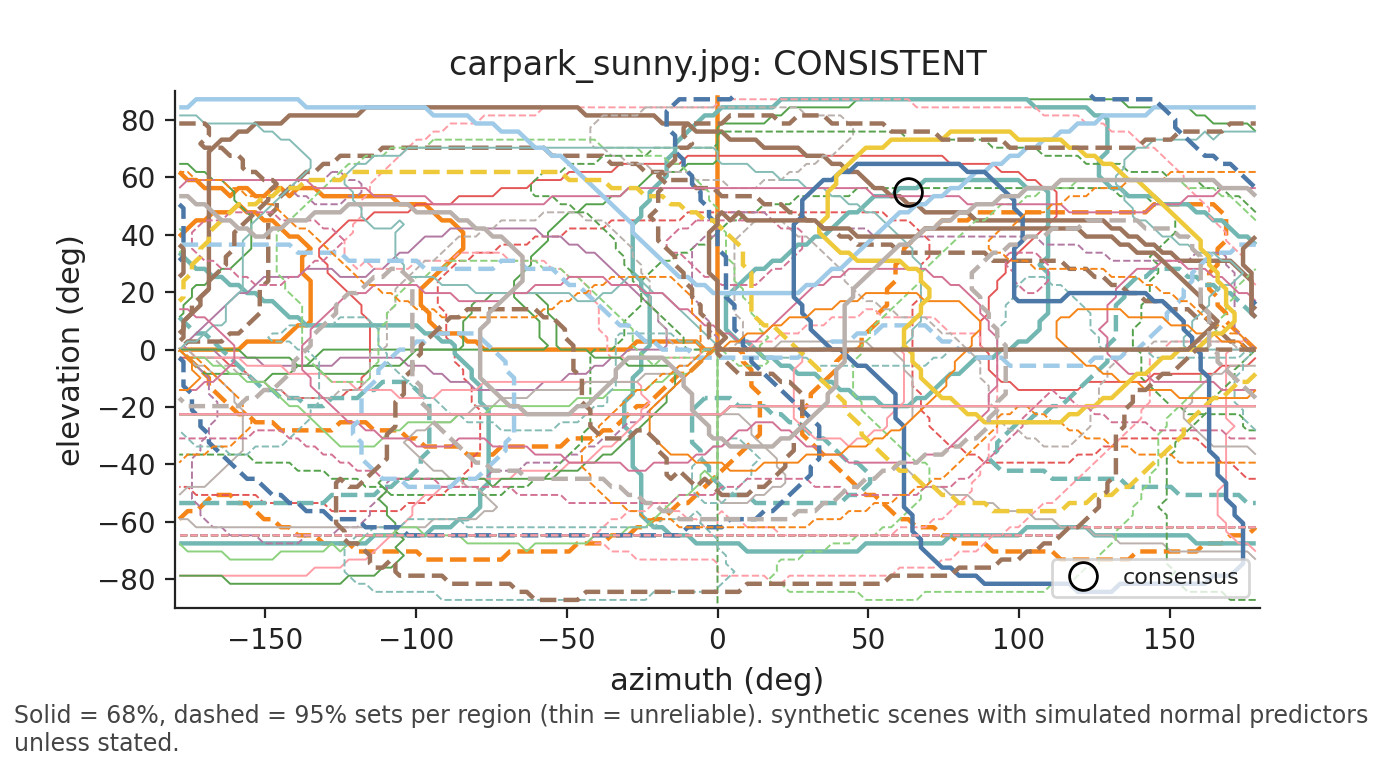 carpark_sunny.jpg: CONSISTENT
80
60
40
20
0
−20
−40
−60
−80
elevation (deg)
−150
−100
−50
0
50
100
150
azimuth (deg)
consensus
Solid = 68%, dashed = 95% sets per region (thin = unreliable). synthetic scenes with simulated normal predictors
unless stated.